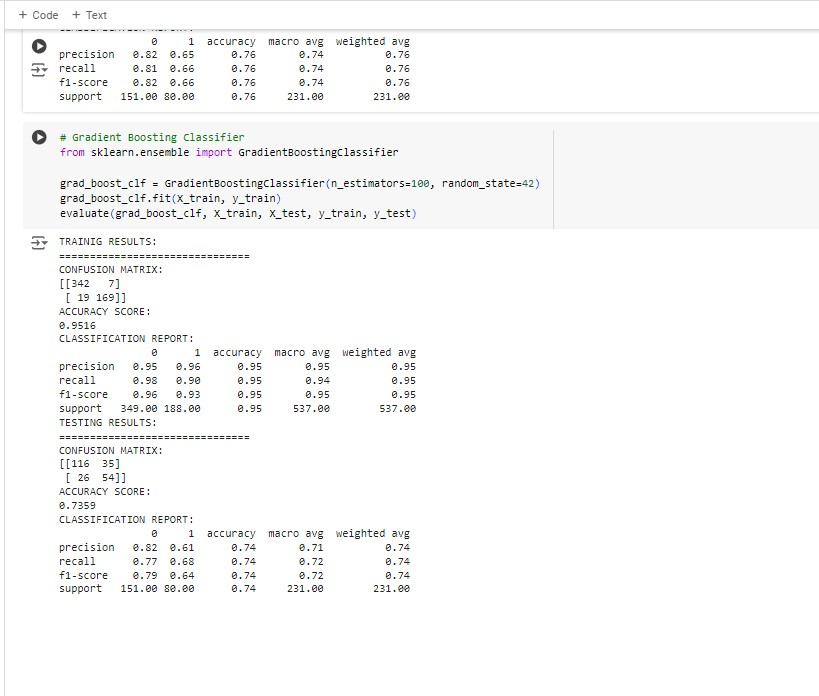 + Code + Text
0 1 accuracy macro avg weighted avg
precision 0.82 0.65 0.76 0.74 0.76
recall 0.81 0.66 0.76 0.74 0.76
f1-score 0.82 0.66 0.76 0.74 0.76
support 151.00 80.00 0.76 231.00 231.00
# Gradient Boosting Classifier
from sklearn.ensemble import GradientBoostingClassifier
grad_boost_clf = GradientBoostingClassifier(n_estimators=100, random_state=42)
grad_boost_clf.fit(X_train, y_train)
evaluate(grad_boost_clf, X_train, X_test, y_train, y_test)
TRAINIG RESULTS:
===============================
CONFUSION MATRIX:
[[342 7]
[ 19 169]]
ACCURACY SCORE:
0.9516
CLASSIFICATION REPORT:
0 1 accuracy macro avg weighted avg
precision 0.95 0.96 0.95 0.95 0.95
recall 0.98 0.90 0.95 0.94 0.95
f1-score 0.96 0.93 0.95 0.95 0.95
support 349.00 188.00 0.95 537.00 537.00
TESTING RESULTS:
===============================
CONFUSION MATRIX:
[[116 35]
[ 26 54]]
ACCURACY SCORE:
0.7359
CLASSIFICATION REPORT:
0 1 accuracy macro avg weighted avg
precision 0.82 0.61 0.74 0.71 0.74
recall 0.77 0.68 0.74 0.72 0.74
f1-score 0.79 0.64 0.74 0.72 0.74
support 151.00 80.00 0.74 231.00 231.00